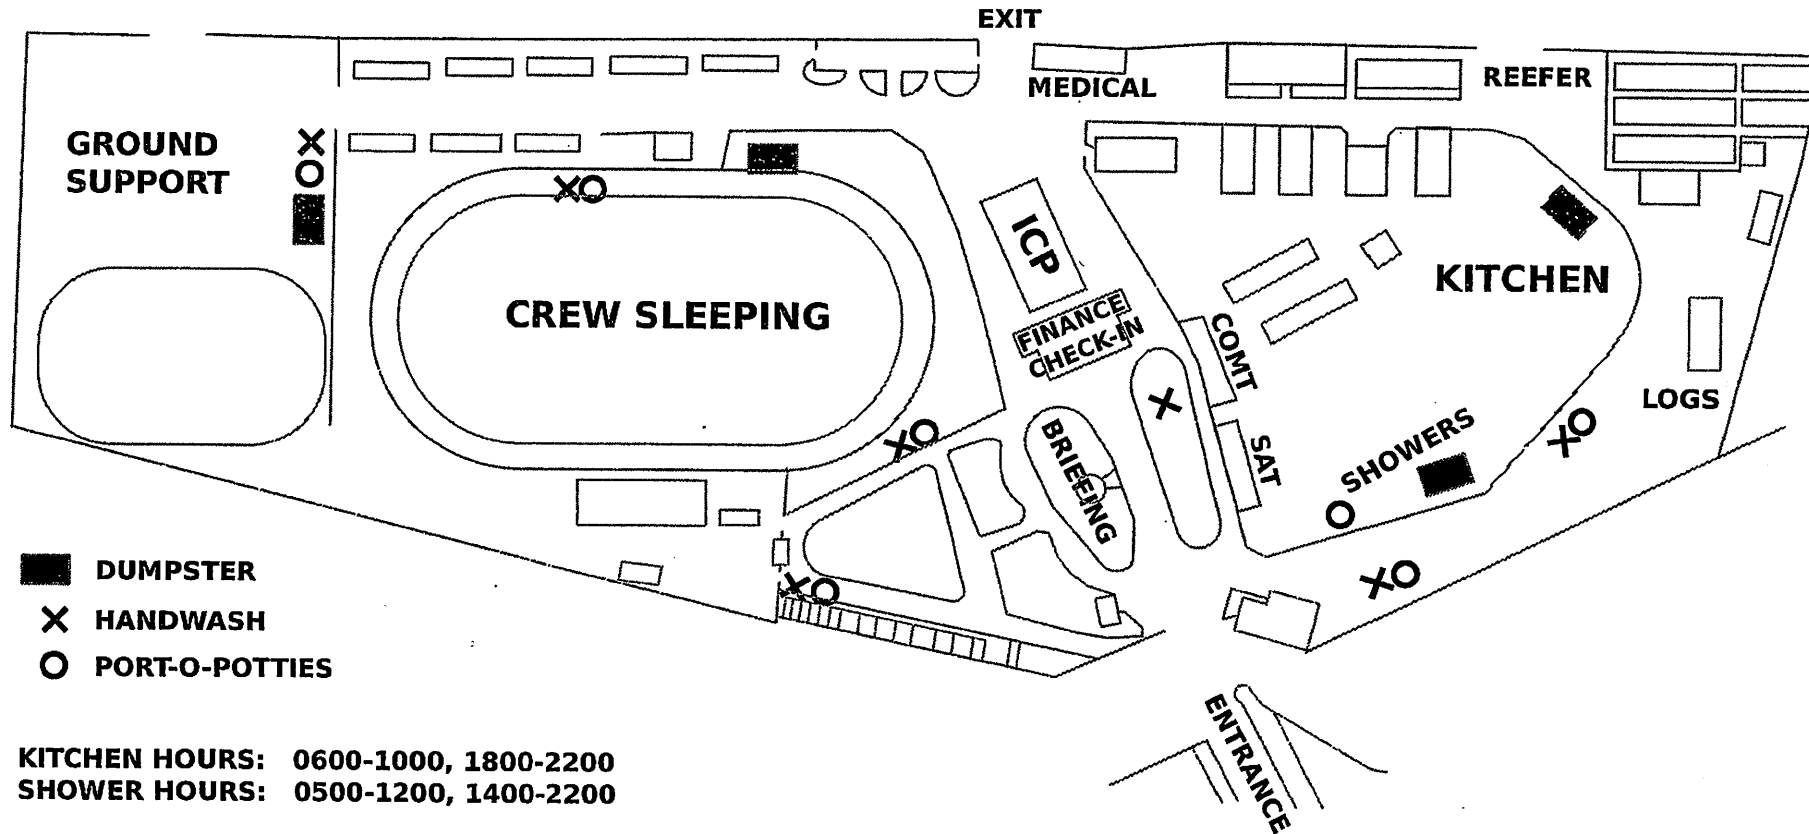 EXIT
MEDICAL
REEFER
GROUND
SUPPORT
ICP
KITCHEN
CREW SLEEPING
FINANCE
CHECK-IN
COMT
LOGS
BRIEFING
SAT
SHOWERS
DUMPSTER
HANDWASH
PORT-O-POTTIES
ENTRANCE
KITCHEN HOURS: 0600-1000, 1800-2200
SHOWER HOURS: 0500-1200, 1400-2200